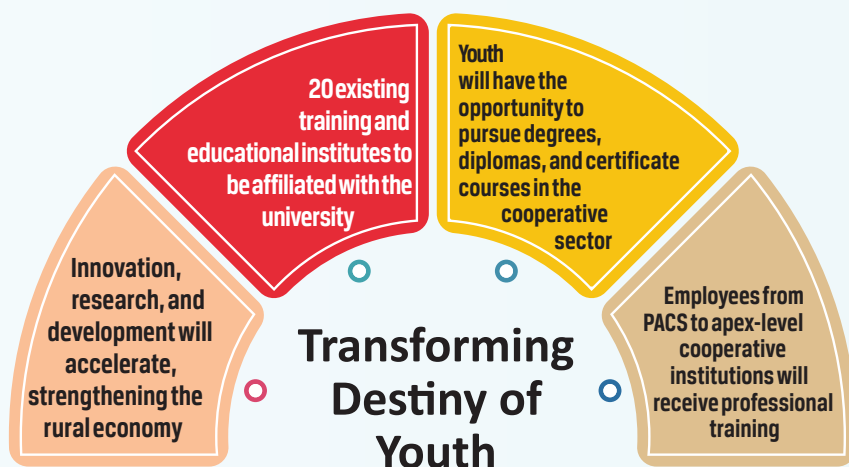 Innovation,
research, and
development will
accelerate,
strengthening the
rural economy
20 existing
training and
educational institutes to
be affiliated with the
university
Youth
will have the
opportunity to
pursue degrees,
diplomas, and certificate
courses in the
cooperative
sector
Employees from
PACS to apex-level
cooperative
institutions will
receive professional
training
Transforming
Destiny of
Youth